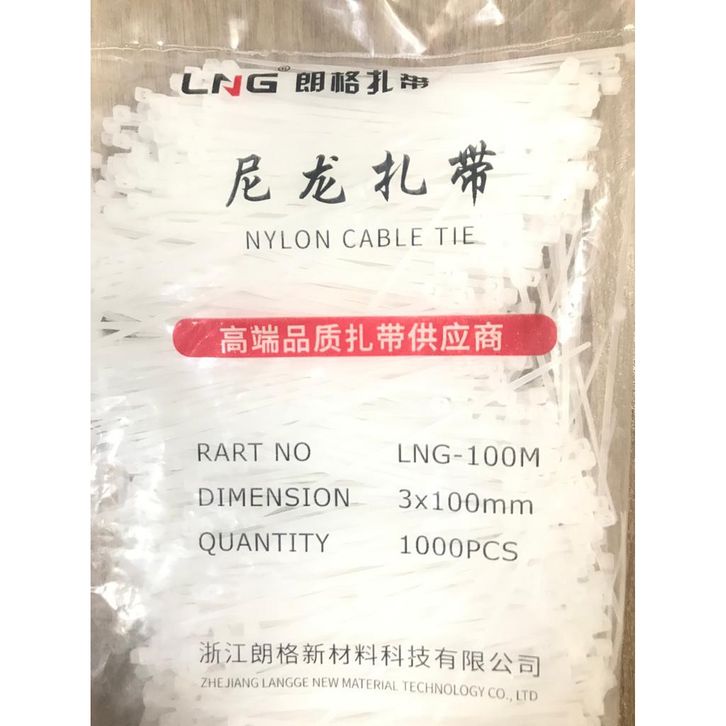 LNG® 朗格扎带
尼龙扎带
NYLON CABLE TIE
高端品质扎带供应商
RART NO LNG-100M
DIMENSION 3x100mm
QUANTITY 1000PCS
浙江朗格新材料科技有限公司
ZHEJIANG LANGGE NEW MATERIAL TECHNOLOGY CO., LTD